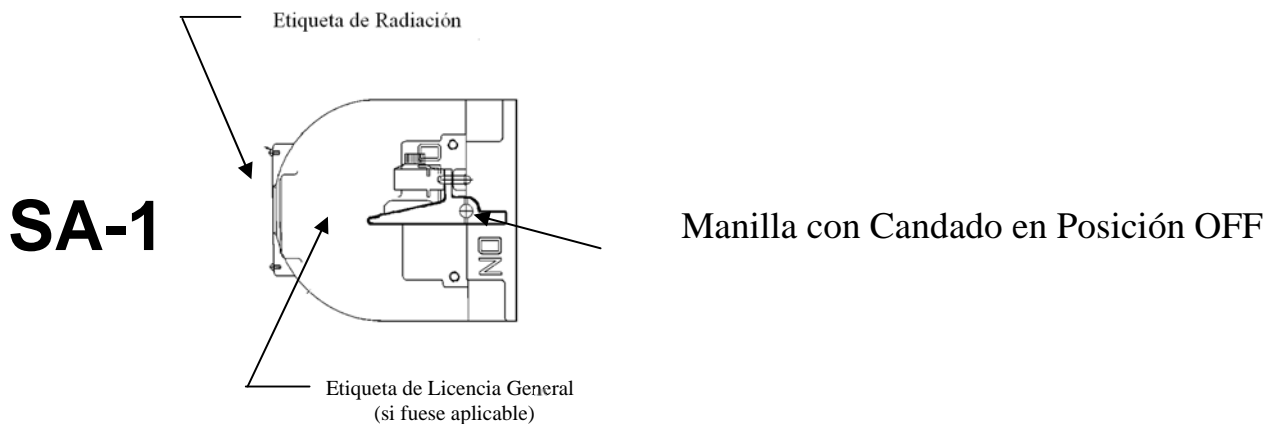 Etiqueta de Radiación
SA-1
Manilla con Candado en Posición OFF
ON
Etiqueta de Licencia General
(si fuese aplicable)